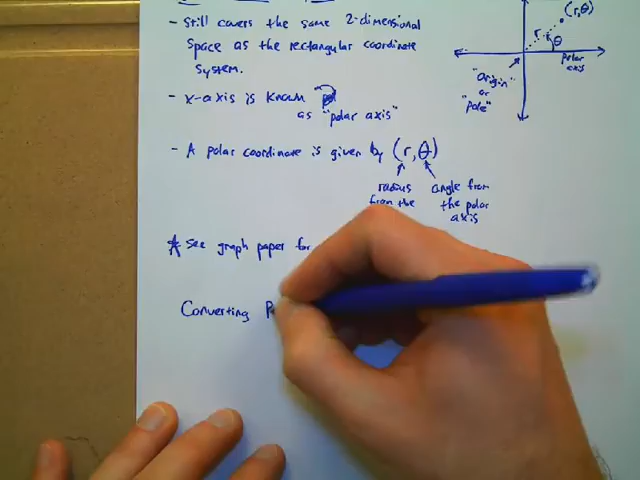 - Still covers the same 2-dimensional
space as the rectangular coordinate
system.
- x-axis is known
as "polar axis"
- A polar coordinate is given by (r, θ)
radius
from the
angle from
the polar
axis
* see graph paper for
Converting P
(r, θ)
r
θ
polar
axis
"origin"
or
"pole"